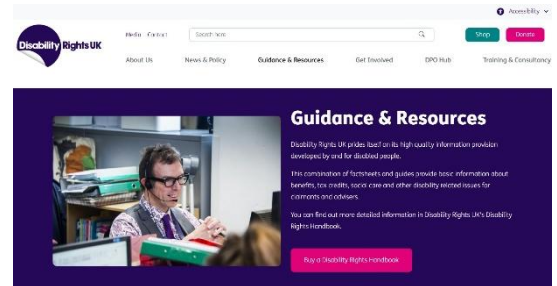 Accessibility
Disability Rights UK
Media Contact
Search here
Shop
Donate
About Us
News & Policy
Guidance & Resources
Get Involved
DPO Hub
Training & Consultancy
Guidance & Resources
Disability Rights UK prides itself on its high quality information provision
developed by and for disabled people.
This combination of factsheets and guides provide basic information about
benefits, tax credits, social care and other disability related issues for
claimants and advisers.
You can find out more detailed information in Disability Rights UK's Disability
Rights Handbook.
Buy a Disability Rights Handbook